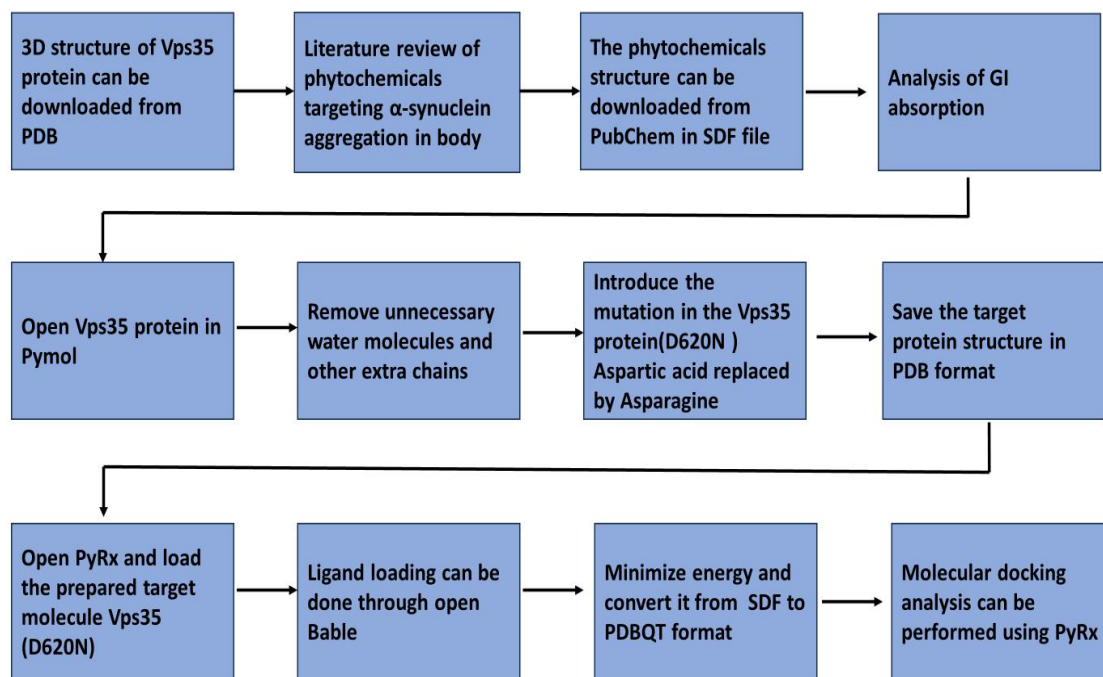 3D structure of Vps35
protein can be
downloaded from
PDB
Literature review of
phytochemicals
targeting α-synuclein
aggregation in body
The phytochemicals
structure can be
downloaded from
PubChem in SDF file
Analysis of GI
absorption
Open Vps35 protein in
Pymol
Remove unnecessary
water molecules and
other extra chains
Introduce the
mutation in the Vps35
protein(D620N )
Aspartic acid replaced
by Asparagine
Save the target
protein structure in
PDB format
Open PyRx and load
the prepared target
molecule Vps35
(D620N)
Ligand loading can be
done through open
Bable
Minimize energy and
convert it from SDF to
PDBQT format
Molecular docking
analysis can be
performed using PyRx